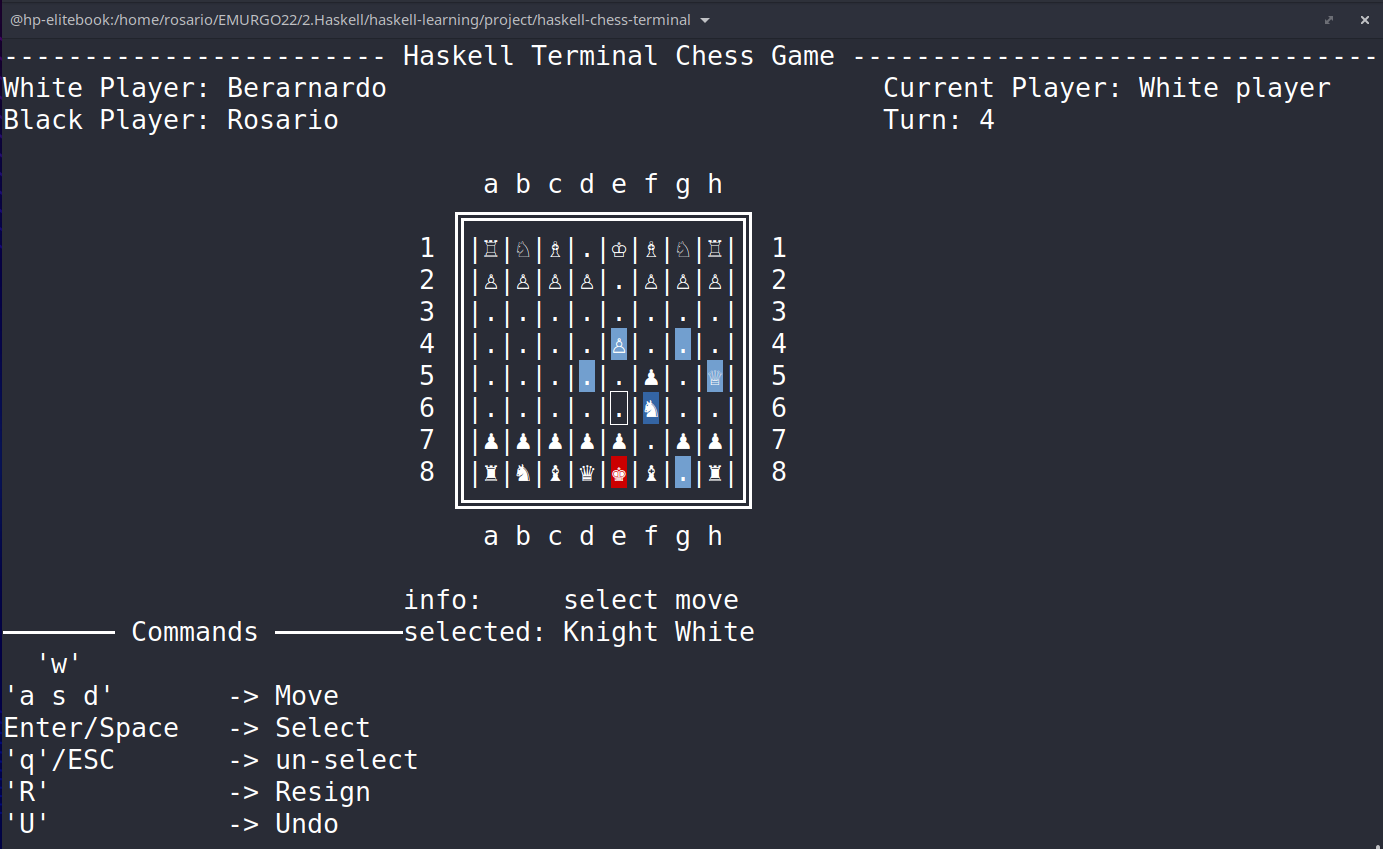 @hp-elitebook:/home/rosario/EMURGO22/2.Haskell/haskell-learning/project/haskell-chess-terminal
------------------------ Haskell Terminal Chess Game ---------------------------------
White Player: Berarnardo Current Player: White player
Black Player: Rosario Turn: 4
a b c d e f g h
1 |♖|♘|♗|.|♔|♗|♘|♖| 1
2 |♙|♙|♙|♙|.|♙|♙|♙| 2
3 |.|.|.|.|.|.|.|.| 3
4 |.|.|.|.|♙|.|.|.| 4
5 |.|.|.|.|.|♟|.|♕| 5
6 |.|.|.|.|.|♞|.|.| 6
7 |♟|♟|♟|♟|♟|.|♟|♟| 7
8 |♜|♞|♝|♛|♚|♝|.|♜| 8
a b c d e f g h
info: select move
Commands selected: Knight White
'w'
'a s d' -> Move
Enter/Space -> Select
'q'/ESC -> un-select
'R' -> Resign
'U' -> Undo